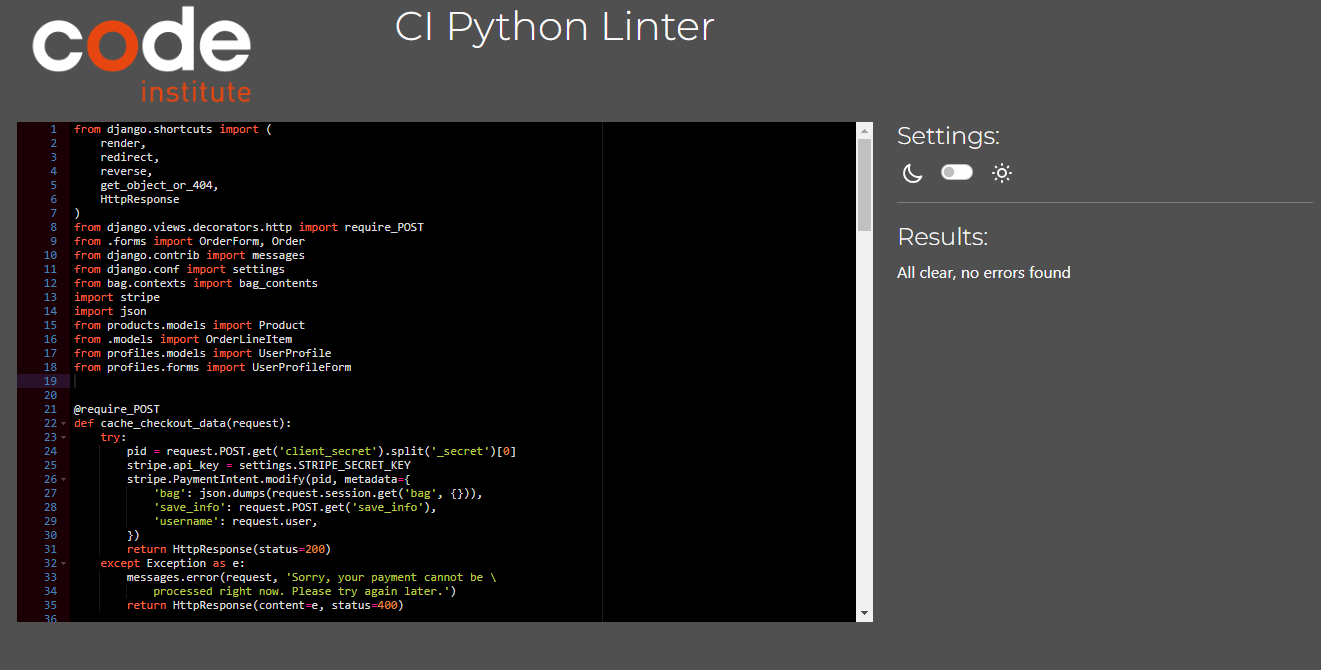 code
institute
CI Python Linter
1 from django.shortcuts import (
2     render,
3     redirect,
4     reverse,
5     get_object_or_404,
6     HttpResponse
7 )
8 from django.views.decorators.http import require_POST
9 from .forms import OrderForm, Order
10 from django.contrib import messages
11 from django.conf import settings
12 from bag.contexts import bag_contents
13 import stripe
14 import json
15 from products.models import Product
16 from .models import OrderLineItem
17 from profiles.models import UserProfile
18 from profiles.forms import UserProfileForm
19
20
21 @require_POST
22 def cache_checkout_data(request):
23     try:
24         pid = request.POST.get('client_secret').split('_secret')[0]
25         stripe.api_key = settings.STRIPE_SECRET_KEY
26         stripe.PaymentIntent.modify(pid, metadata={
27             'bag': json.dumps(request.session.get('bag', {})),
28             'save_info': request.POST.get('save_info'),
29             'username': request.user,
30         })
31         return HttpResponse(status=200)
32     except Exception as e:
33         messages.error(request, 'Sorry, your payment cannot be \
34             processed right now. Please try again later.')
35         return HttpResponse(content=e, status=400)
36
Settings:
Results:
All clear, no errors found